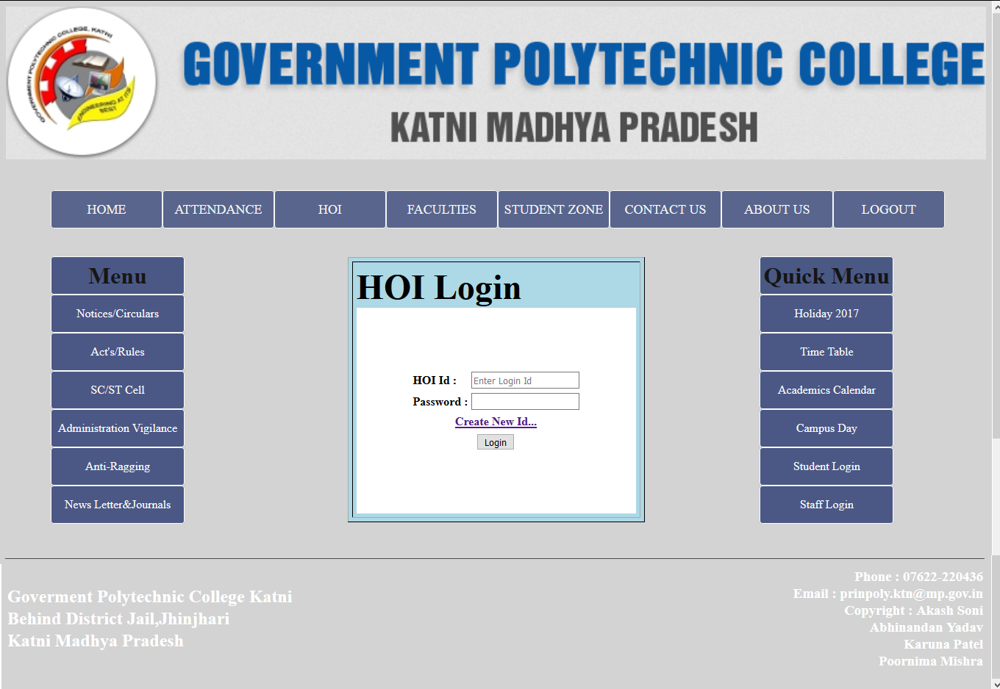 GOVERNMENT POLYTECHNIC COLLEGE, KATNI
ENGINEERING AT ITS
BEST
GOVERNMENT POLYTECHNIC COLLEGE
KATNI MADHYA PRADESH
HOME ATTENDANCE HOI FACULTIES STUDENT ZONE CONTACT US ABOUT US LOGOUT
Menu
Notices/Circulars
Act's/Rules
SC/ST Cell
Administration Vigilance
Anti-Ragging
News Letter&Journals
HOI Login
HOI Id : Enter Login Id
Password :
Create New Id...
Login
Quick Menu
Holiday 2017
Time Table
Academics Calendar
Campus Day
Student Login
Staff Login
Goverment Polytechnic College Katni
Behind District Jail,Jhinjhari
Katni Madhya Pradesh
Phone : 07622-220436
Email : prinpoly.ktn@mp.gov.in
Copyright : Akash Soni
Abhinandan Yadav
Karuna Patel
Poornima Mishra